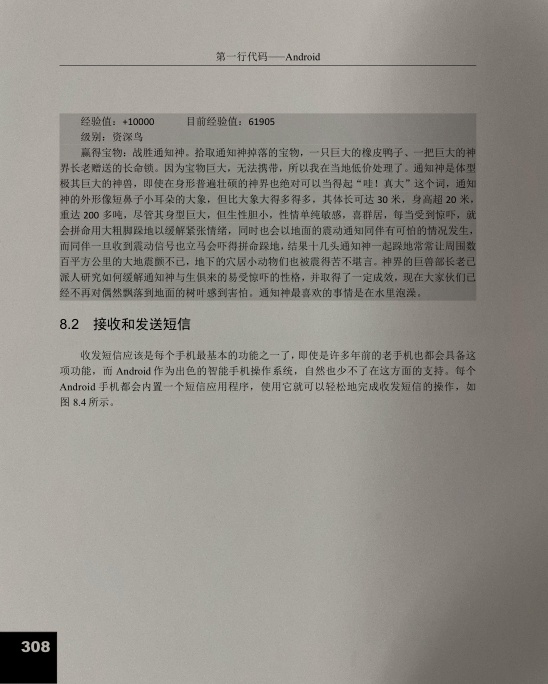 第一行代码——Android
经验值：+10000 目前经验值：61905
级别：资深鸟
赢得宝物：战胜通知神。拾取通知神掉落的宝物，一只巨大的橡皮鸭子、一把巨大的神
界长老赠送的长命锁。因为宝物巨大，无法携带，所以我在当地低价处理了。通知神是体型
极其巨大的神兽，即使在身形普遍壮硕的神界也绝对可以当得起“哇！真大”这个词，通知
神的外形像短鼻子小耳朵的大象，但比大象大得多得多，其体长可达 30 米，身高超 20 米，
重达 200 多吨，尽管其身型巨大，但生性胆小，性情单纯敏感，喜群居，每当受到惊吓，就
会拼命用大粗脚踩地以缓解紧张情绪，同时也会以地面的震动通知同伴有可怕的情况发生，
而同伴一旦收到震动信号也立马会吓得拼命踩地，结果十几头通知神一起踩地常常让周围数
百平方公里的大地震颤不已，地下的穴居小动物们也被震得苦不堪言。神界的巨兽部长老已
派人研究如何缓解通知神与生俱来的易受惊吓的性格，并取得了一定成效，现在大家伙们已
经不再对偶然飘落到地面的树叶感到害怕。通知神最喜欢的事情是在水里泡澡。
8.2 接收和发送短信
收发短信应该是每个手机最基本的功能之一了，即使是许多年前的老手机也都会具备这
项功能，而 Android 作为出色的智能手机操作系统，自然也少不了在这方面的支持。每个
Android 手机都会内置一个短信应用程序，使用它就可以轻松地完成收发短信的操作，如
图 8.4 所示。
308